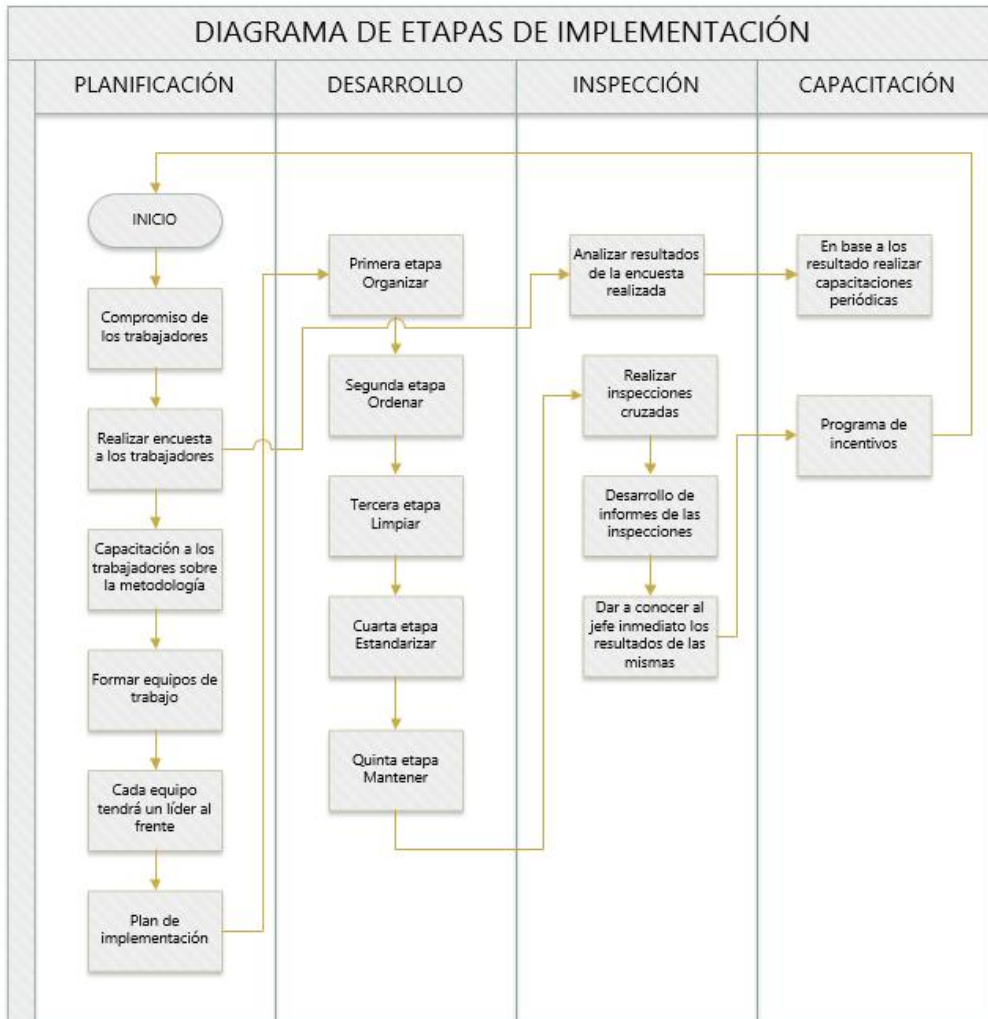 DIAGRAMA DE ETAPAS DE IMPLEMENTACIÓN
PLANIFICACIÓN
DESARROLLO
INSPECCIÓN
CAPACITACIÓN
INICIO
Compromiso de
los trabajadores
Realizar encuesta
a los trabajadores
Capacitación a los
trabajadores sobre
la metodología
Formar equipos de
trabajo
Cada equipo
tendrá un líder al
frente
Plan de
implementación
Primera etapa
Organizar
Segunda etapa
Ordenar
Tercera etapa
Limpiar
Cuarta etapa
Estandarizar
Quinta etapa
Mantener
Analizar resultados
de la encuesta
realizada
Realizar
inspecciones
cruzadas
Desarrollo de
informes de las
inspecciones
Dar a conocer al
jefe inmediato los
resultados de las
mismas
En base a los
resultado realizar
capacitaciones
periódicas
Programa de
incentivos